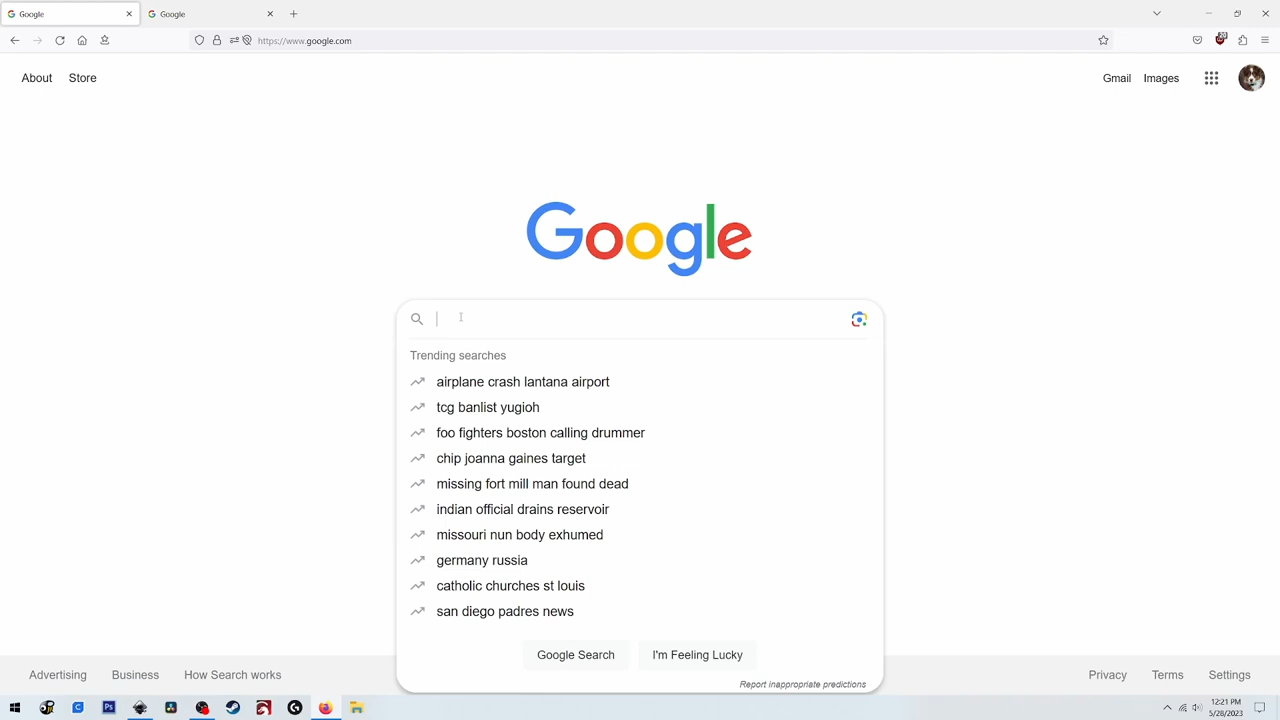 Google
Google
https://www.google.com
20
About
Store
Gmail
Images
Google
Trending searches
airplane crash lantana airport
tcg banlist yugioh
foo fighters boston calling drummer
chip joanna gaines target
missing fort mill man found dead
indian official drains reservoir
missouri nun body exhumed
germany russia
catholic churches st louis
san diego padres news
Google Search
I'm Feeling Lucky
Report inappropriate predictions
Advertising
Business
How Search works
Privacy
Terms
Settings
12:21 PM
5/28/2023